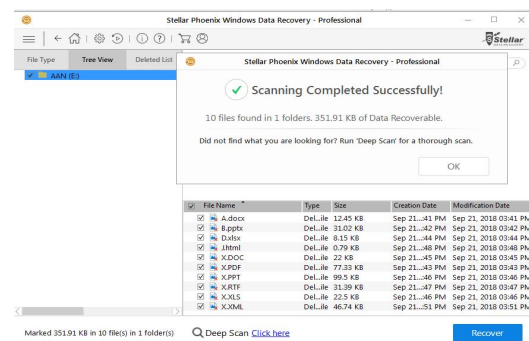 Stellar Phoenix Windows Data Recovery - Professional
Stellar
File Type Tree View Deleted List
AAN (E:)
Stellar Phoenix Windows Data Recovery - Professional
Scanning Completed Successfully!
10 files found in 1 folders. 351.91 KB of Data Recoverable.
Did not find what you are looking for? Run 'Deep Scan' for a thorough scan.
OK
File Name Type Size Creation Date Modification Date
A.docx Del...ile 12.45 KB Sep 21...:41 PM Sep 21, 2018 03:41 PM
B.pptx Del...ile 31.02 KB Sep 21...:42 PM Sep 21, 2018 03:42 PM
D.xlsx Del...ile 8.15 KB Sep 21...:44 PM Sep 21, 2018 03:44 PM
J.html Del...ile 0.79 KB Sep 21...:48 PM Sep 21, 2018 03:48 PM
X.DOC Del...ile 22 KB Sep 21...:45 PM Sep 21, 2018 03:45 PM
X.PDF Del...ile 77.33 KB Sep 21...:43 PM Sep 21, 2018 03:43 PM
X.PPT Del...ile 99.5 KB Sep 21...:46 PM Sep 21, 2018 03:46 PM
X.RTF Del...ile 31.39 KB Sep 21...:47 PM Sep 21, 2018 03:47 PM
X.XLS Del...ile 22.5 KB Sep 21...:46 PM Sep 21, 2018 03:46 PM
X.XML Del...ile 46.74 KB Sep 21...:51 PM Sep 21, 2018 03:51 PM
Marked 351.91 KB in 10 file(s) in 1 folder(s) Deep Scan Click here Recover